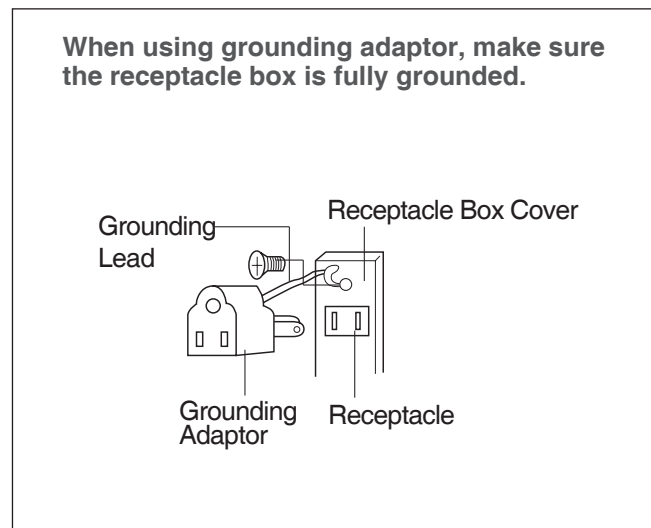 When using grounding adaptor, make sure
the receptacle box is fully grounded.
Grounding
Lead
Receptacle Box Cover
Grounding
Adaptor
Receptacle